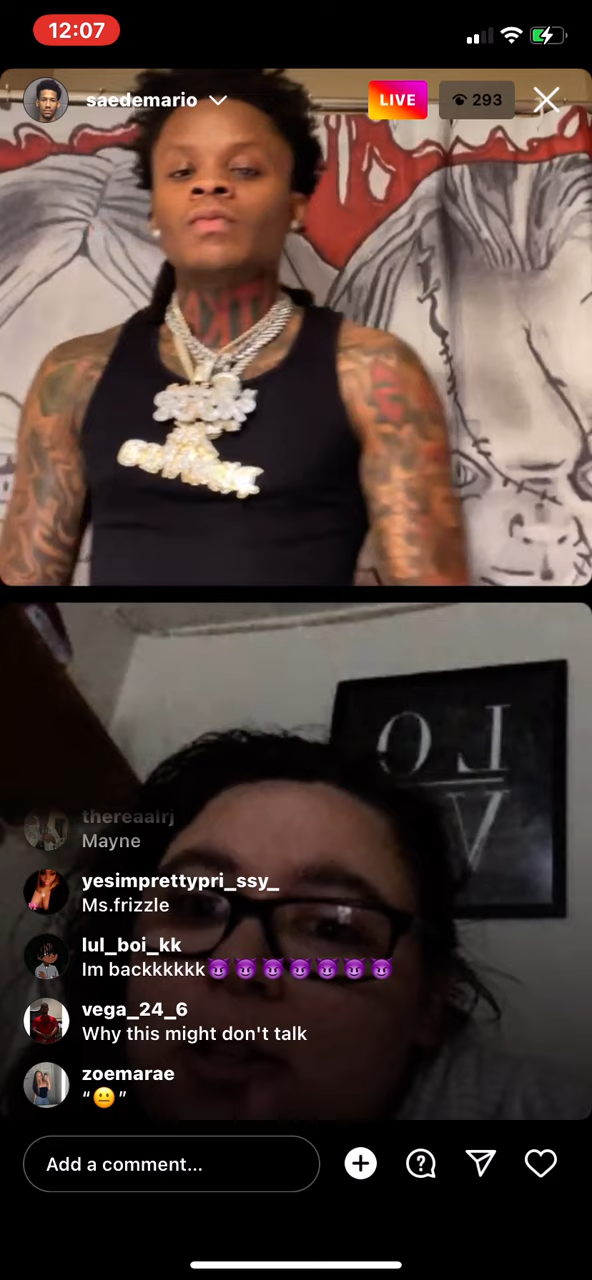 12:07
saedemario
LIVE
293
thereaalrj
Mayne
yesimprettypri_ssy_
Ms.frizzle
lul_boi_kk
Im backkkkkk😈😈😈😈😈😈😈
vega_24_6
Why this might don't talk
zoemarae
“😐”
Add a comment...